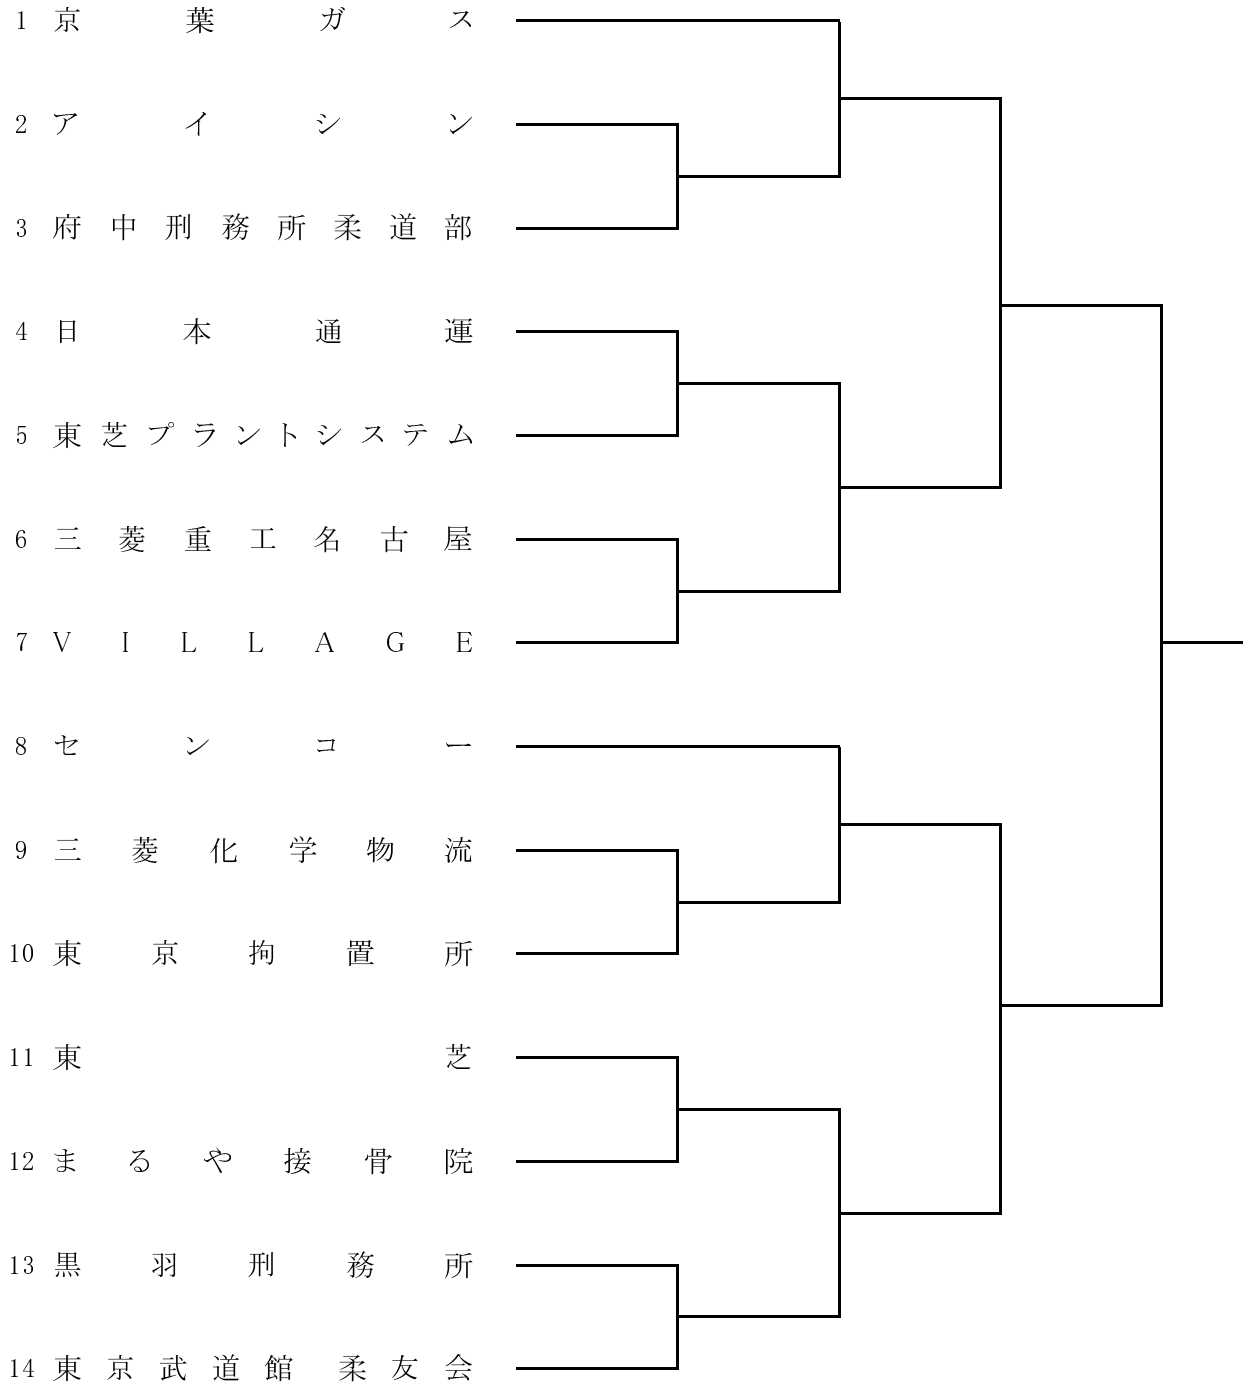 1 京葉ガス
2 アイシン
3 府中刑務所柔道部
4 日本通運
5 東芝プラントシステム
6 三菱重工名古屋
7 VILLAGE
8 センコー
9 三菱化学物流
10 東京拘置所
11 東芝
12 まるや接骨院
13 黒羽刑務所
14 東京武道館 柔友会